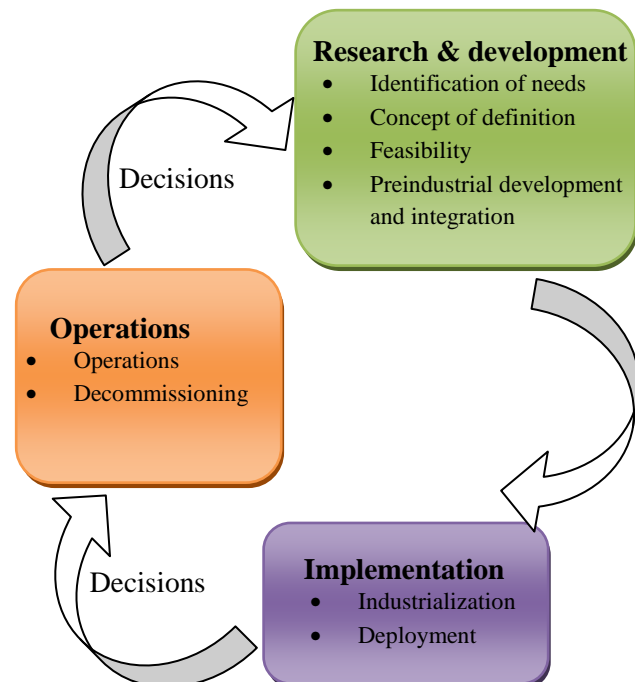 Research & development
• Identification of needs
• Concept of definition
• Feasibility
• Preindustrial development
and integration
Decisions
Operations
• Operations
• Decommissioning
Decisions
Implementation
• Industrialization
• Deployment